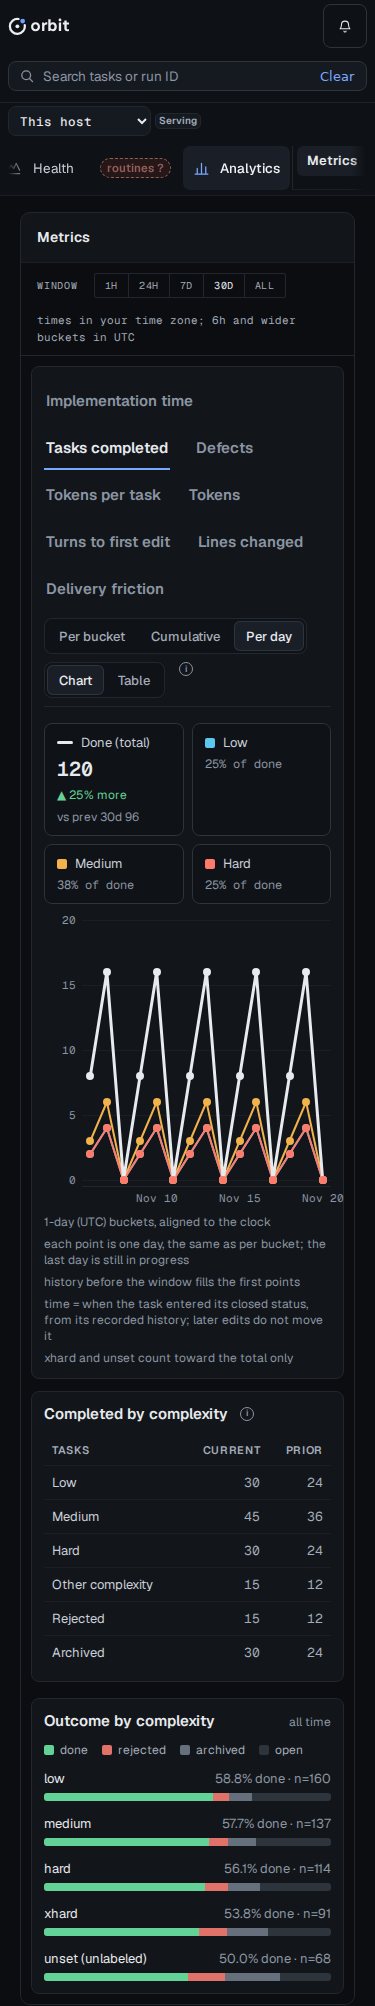 orbit
Search tasks or run ID
Clear
This host
Serving
Health
routines ?
Analytics
Metrics
Metrics
WINDOW
1H
24H
7D
30D
ALL
times in your time zone; 6h and wider
buckets in UTC
Implementation time
Tasks completed
Defects
Tokens per task
Tokens
Turns to first edit
Lines changed
Delivery friction
Per bucket
Cumulative
Per day
Chart
Table
Done (total)
120
▲ 25% more
vs prev 30d 96
Low
25% of done
Medium
38% of done
Hard
25% of done
20
15
10
5
0
Nov 10
Nov 15
Nov 20
1-day (UTC) buckets, aligned to the clock
each point is one day, the same as per bucket; the
last day is still in progress
history before the window fills the first points
time = when the task entered its closed status,
from its recorded history; later edits do not move
it
xhard and unset count toward the total only
Completed by complexity
TASKS CURRENT PRIOR
Low 30 24
Medium 45 36
Hard 30 24
Other complexity 15 12
Rejected 15 12
Archived 30 24
Outcome by complexity
all time
done
rejected
archived
open
low 58.8% done · n=160
medium 57.7% done · n=137
hard 56.1% done · n=114
xhard 53.8% done · n=91
unset (unlabeled) 50.0% done · n=68